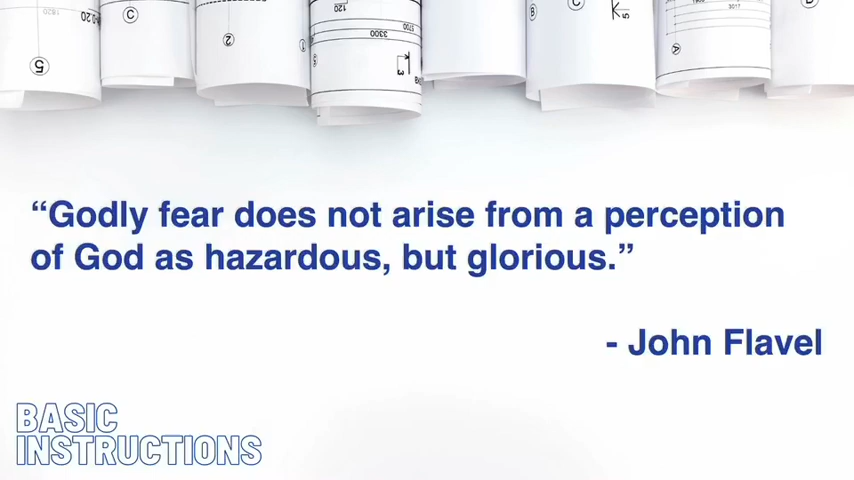 “Godly fear does not arise from a perception
of God as hazardous, but glorious.”
- John Flavel
BASIC
INSTRUCTIONS